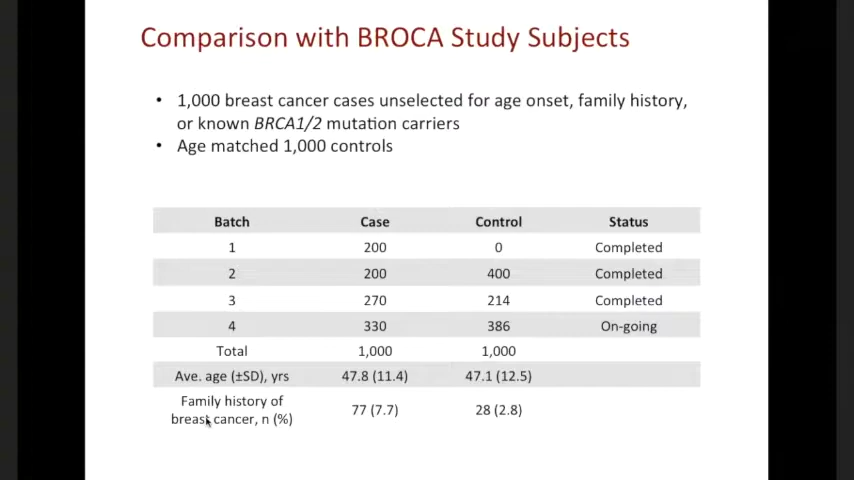 Comparison with BROCA Study Subjects
• 1,000 breast cancer cases unselected for age onset, family history,
or known BRCA1/2 mutation carriers
• Age matched 1,000 controls
Batch Case Control Status
1 200 0 Completed
2 200 400 Completed
3 270 214 Completed
4 330 386 On-going
Total 1,000 1,000
Ave. age (±SD), yrs 47.8 (11.4) 47.1 (12.5)
Family history of
breast cancer, n (%) 77 (7.7) 28 (2.8)